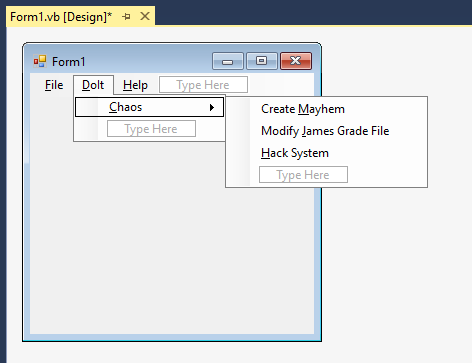 Form1.vb [Design]*
Form1
File DoIt Help Type Here
Chaos
Type Here
Create Mayhem
Modify James Grade File
Hack System
Type Here